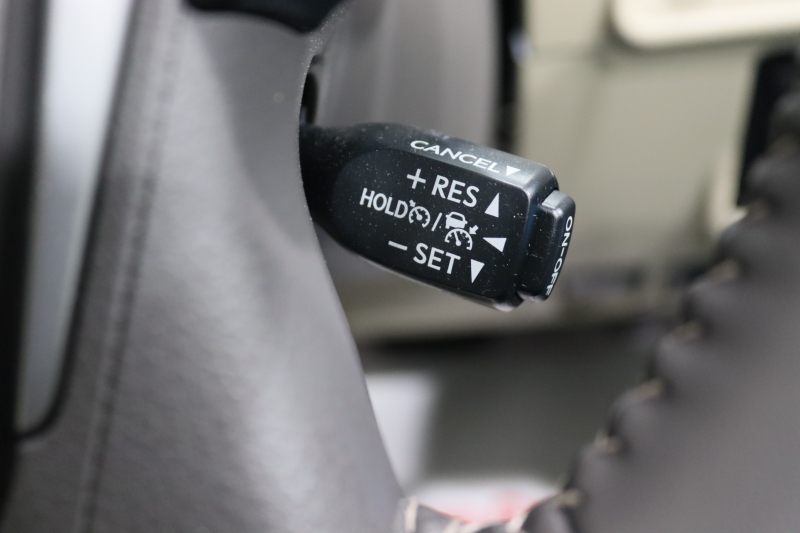 CANCEL▼
+ RES ▲
HOLD / ◄
− SET ▼
ON-OFF